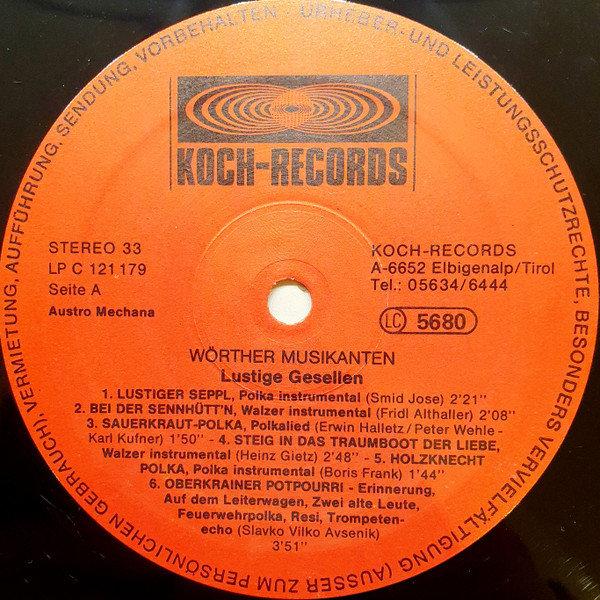 URHEBER- UND LEISTUNGSSCHUTZRECHTE, BESONDERS VERVIELFÄLTIGUNG (AUSSER ZUM PERSÖNLICHEN GEBRAUCH), VERMIETUNG, AUFFÜHRUNG, SENDUNG, VORBEHALTEN -
KOCH-RECORDS
STEREO 33
LP C 121 179
Seite A
Austro Mechana
KOCH-RECORDS
A-6652 Elbigenalp/Tirol
Tel.: 05634/6444
LC 5680
WÖRTHER MUSIKANTEN
Lustige Gesellen
1. LUSTIGER SEPPL, Polka instrumental (Smid Jose) 2'21"
2. BEI DER SENNHÜTT'N, Walzer instrumental (Fridl Althaller) 2'08"
3. SAUERKRAUT-POLKA, Polkalied (Erwin Halletz / Peter Wehle -
Karl Kufner) 1'50" - 4. STEIG IN DAS TRAUMBOOT DER LIEBE,
Walzer instrumental (Heinz Gietz) 2'48" - 5. HOLZKNECHT
POLKA, Polka instrumental (Boris Frank) 1'44"
6. OBERKRAINER POTPOURRI - Erinnerung,
Auf dem Leiterwagen, Zwei alte Leute,
Feuerwehrpolka, Resi, Trompeten-
echo (Slavko Vilko Avsenik)
3'51"